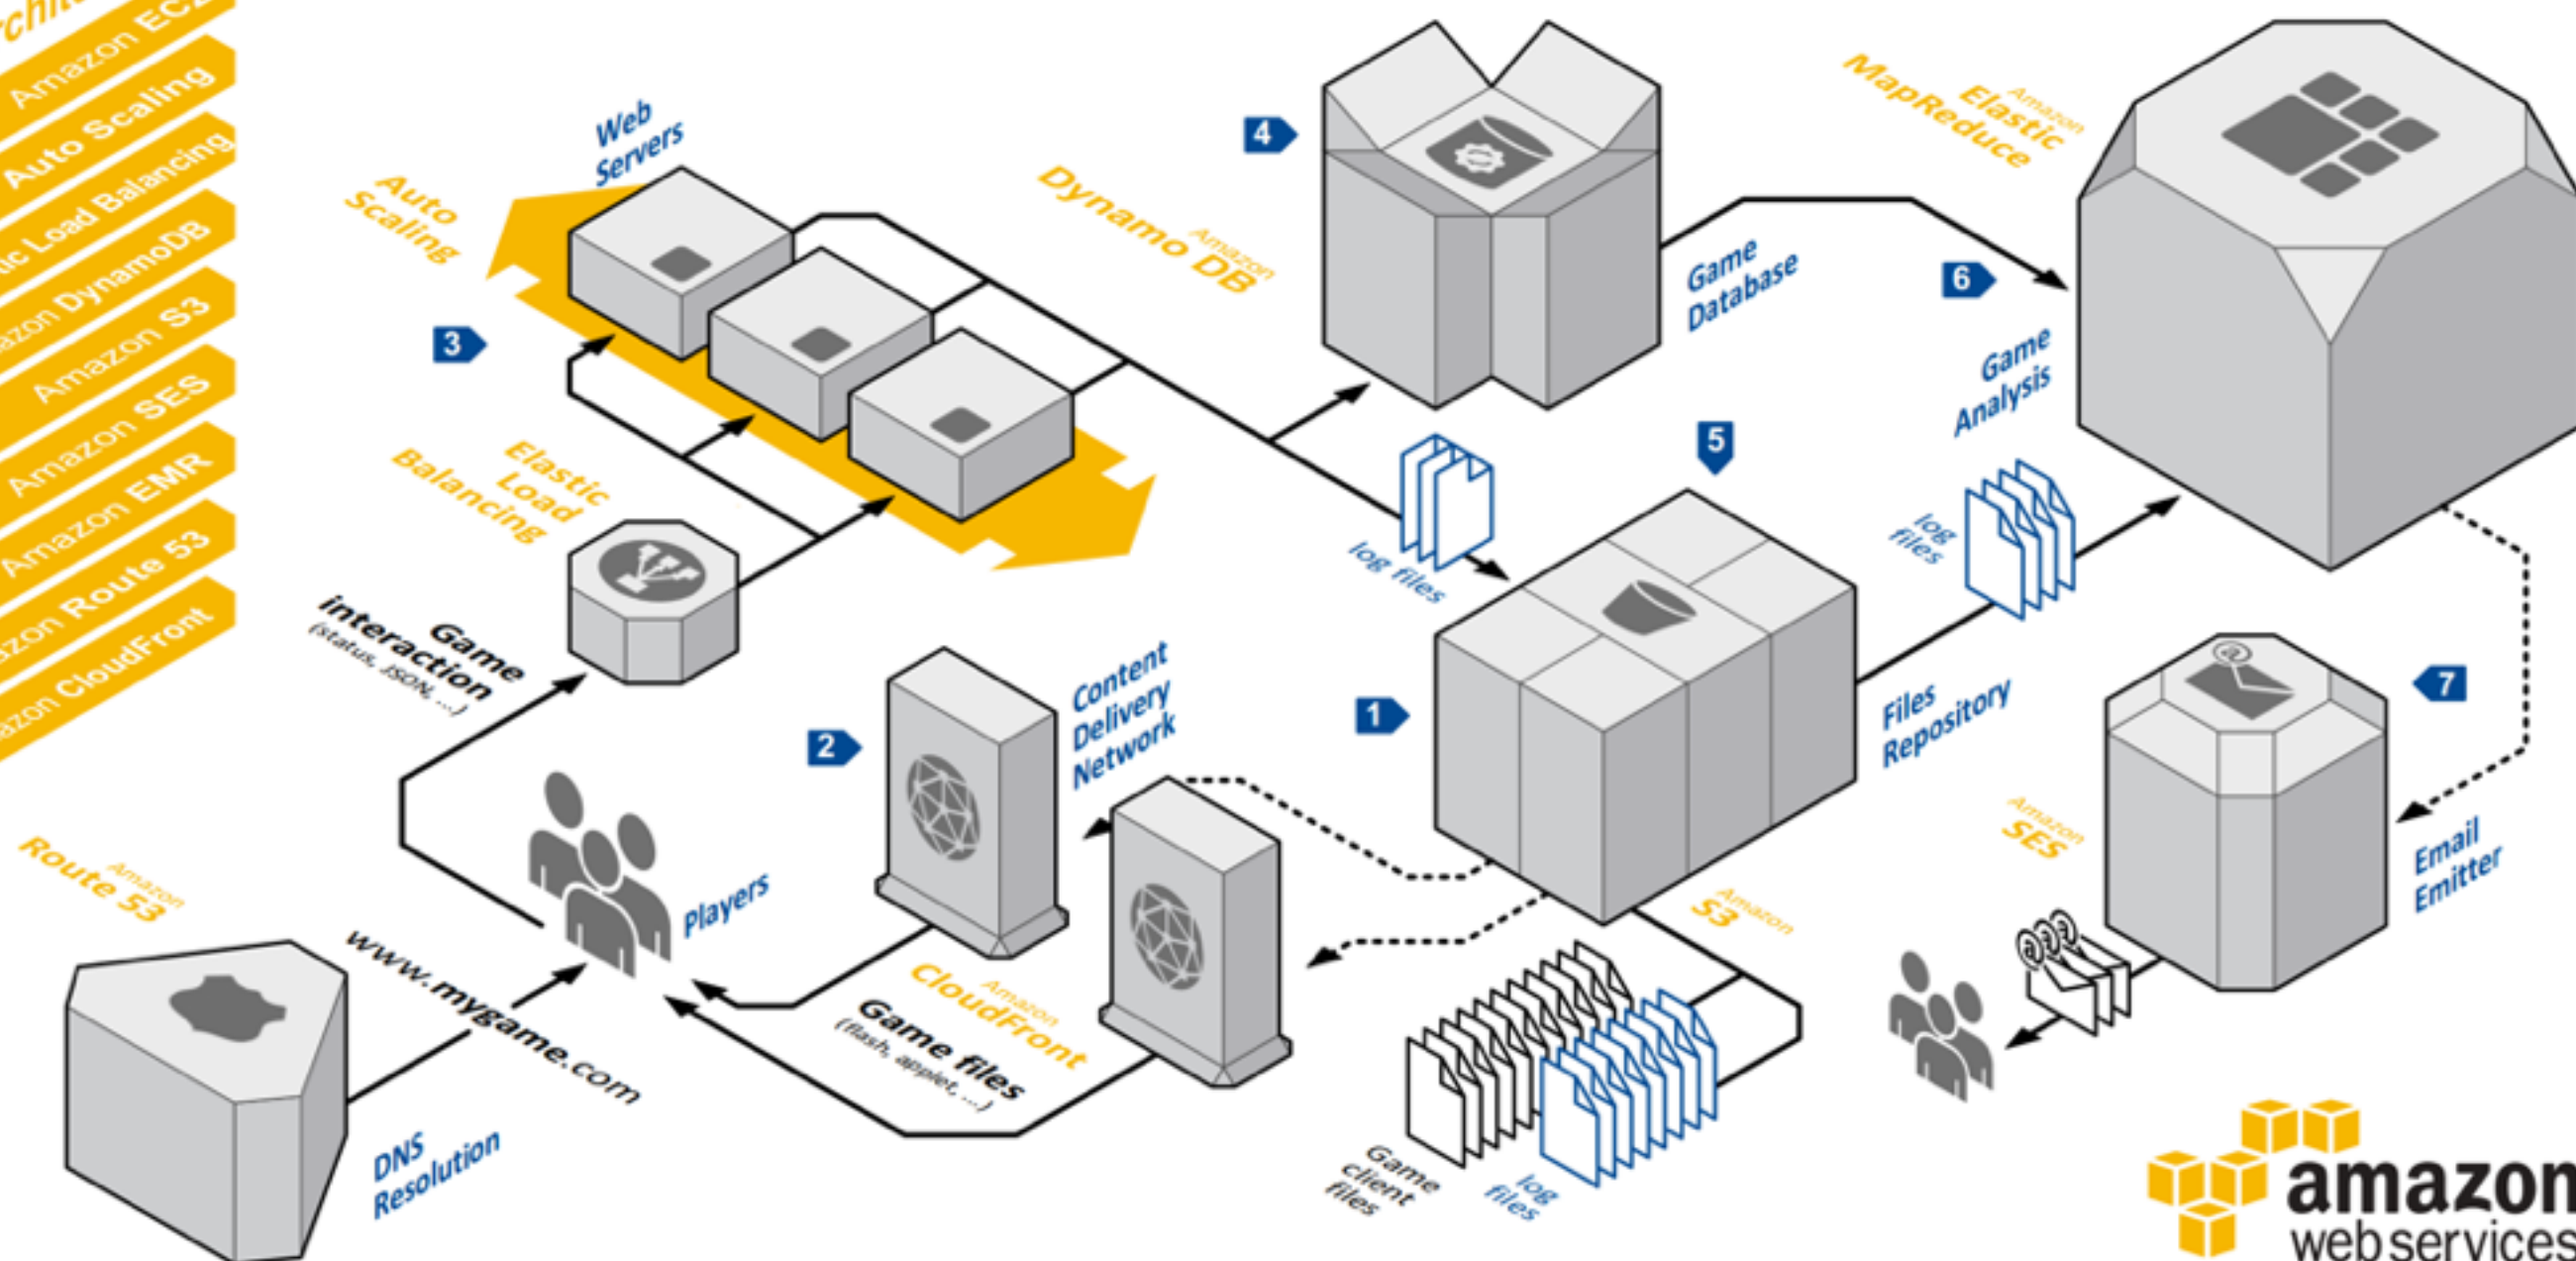 Amazon EC2
Auto Scaling
Load Balancing
DynamoDB
Amazon S3
Amazon SES
Amazon EMR
Route 53
CloudFront
Web
Servers
Auto
Scaling
3
Elastic
Load
Balancing
Game
interaction
(status, JSON, ...)
Amazon
Dynamo DB
4
Game
Database
Amazon
Elastic
MapReduce
6
Game
Analysis
5
log files
log
files
1
Files
Repository
2
Content
Delivery
Network
Players
Amazon
Route 53
www.mygame.com
DNS
Resolution
Amazon
CloudFront
Game files
(flash, applet, ...)
Amazon
S3
Game
client
files
log
files
Amazon
SES
7
Email
Emitter
@
@@@
amazon
web services